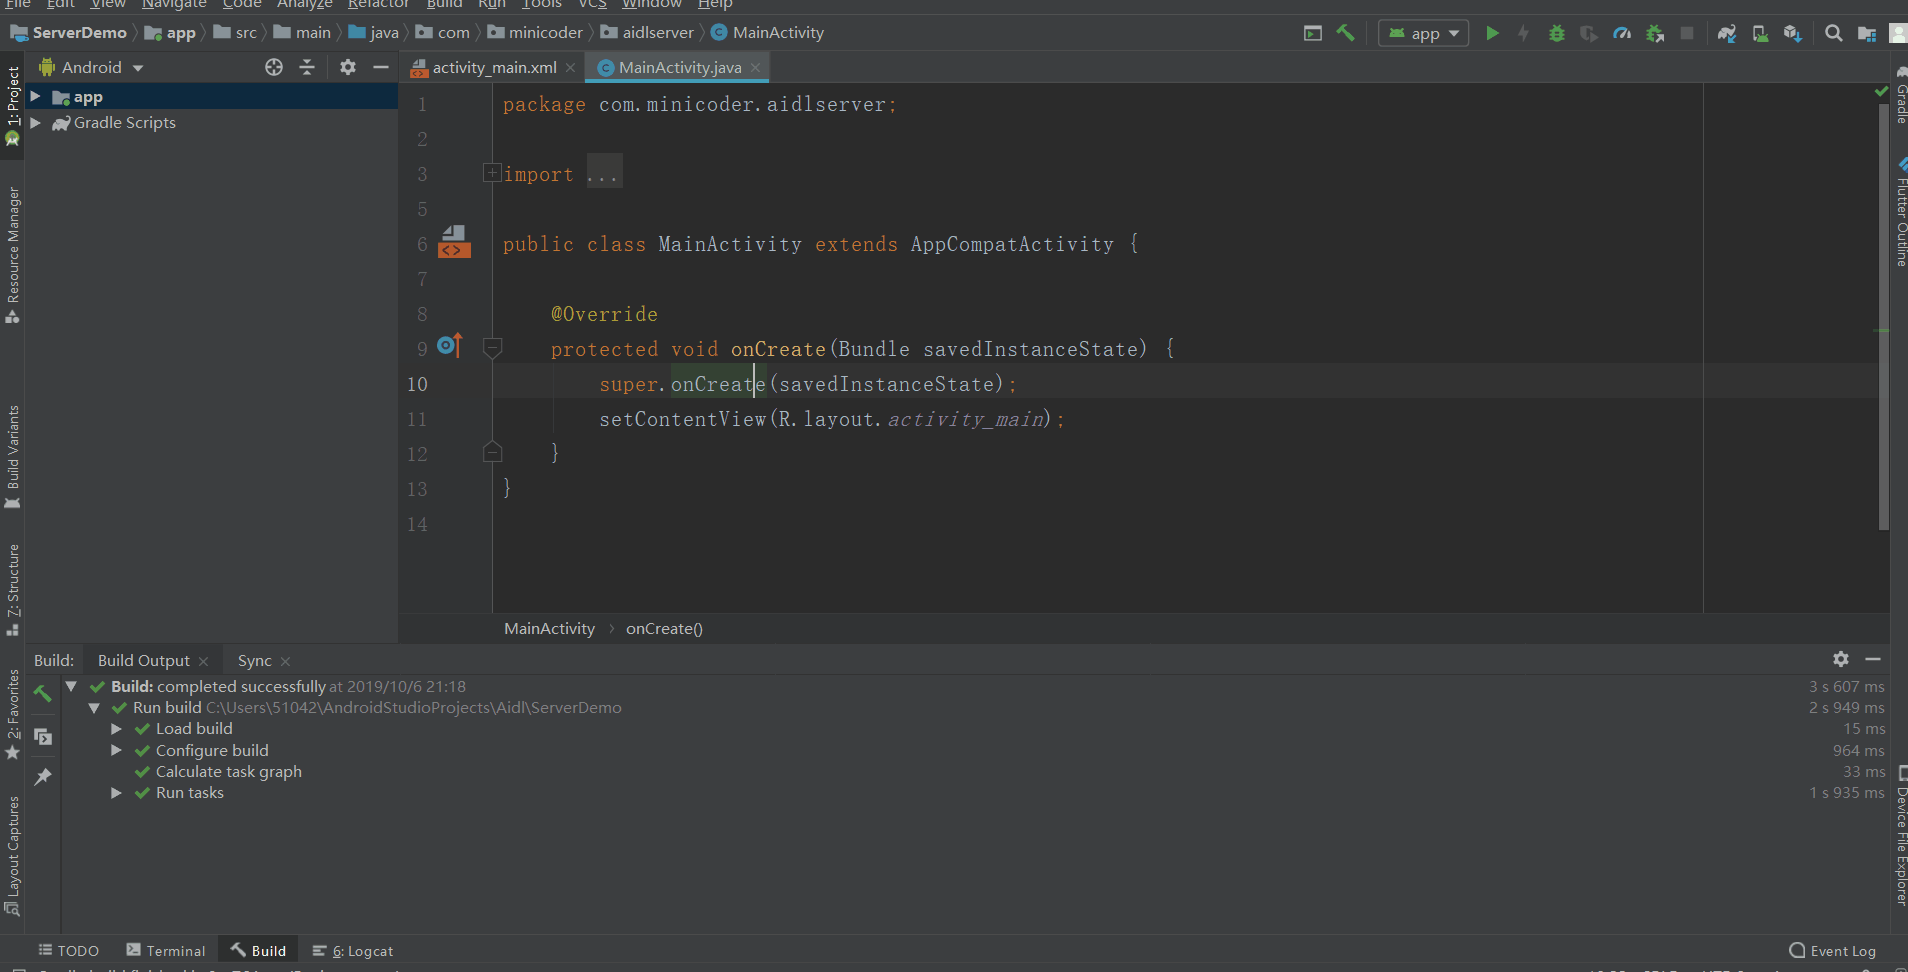 File Edit View Navigate Code Analyze Refactor Build Run Tools VCS Window Help
ServerDemo app src main java com minicoder aidlserver MainActivity
app
Android
activity_main.xml
MainActivity.java
1: Project
Resource Manager
Build Variants
7: Structure
2: Favorites
Layout Captures
app
Gradle Scripts
1 package com.minicoder.aidlserver;
2
3 import ...
5
6 public class MainActivity extends AppCompatActivity {
7
8 @Override
9 protected void onCreate(Bundle savedInstanceState) {
10 super.onCreate(savedInstanceState);
11 setContentView(R.layout.activity_main);
12 }
13 }
14
MainActivity onCreate()
Gradle
Flutter Outline
Device File Explorer
Build: Build Output Sync
Build: completed successfully at 2019/10/6 21:18 3 s 607 ms
Run build C:\Users\51042\AndroidStudioProjects\Aidl\ServerDemo 2 s 949 ms
Load build 15 ms
Configure build 964 ms
Calculate task graph 33 ms
Run tasks 1 s 935 ms
TODO Terminal Build 6: Logcat Event Log